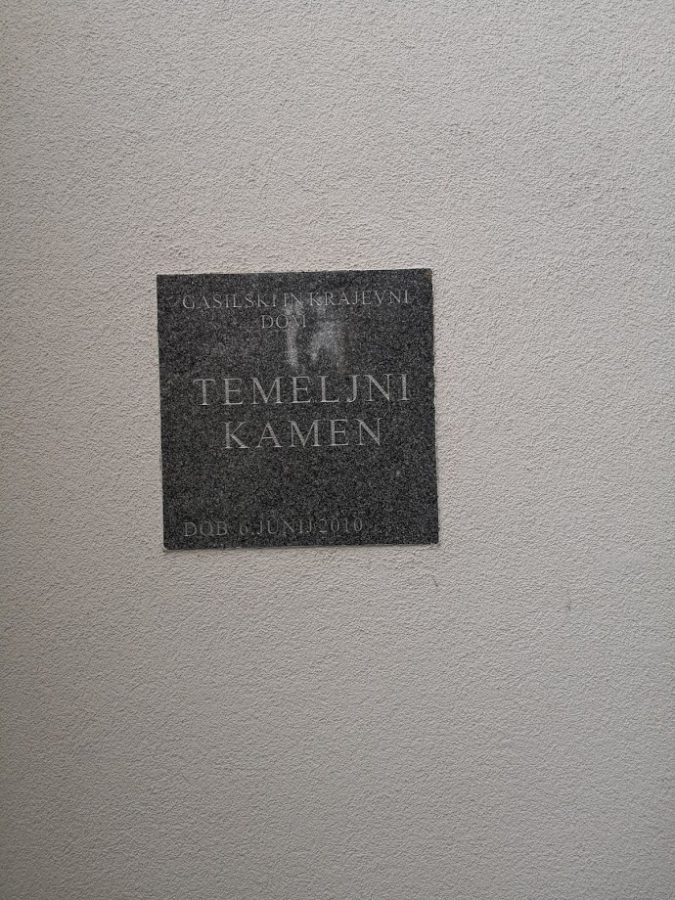 GASILSKI IN KRAJEVNI
DOM
TEMELJNI
KAMEN
DOB 6.JUNIJ 2010